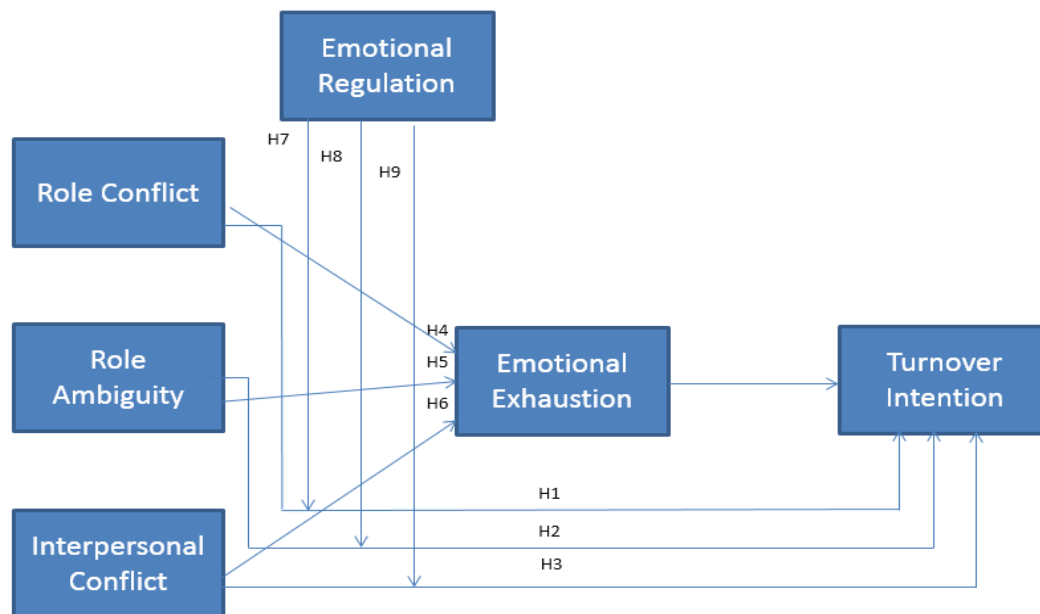 Emotional
Regulation
H7
H8
H9
Role Conflict
H4
Role
Ambiguity
H5
H6
Emotional
Exhaustion
Turnover
Intention
H1
H2
H3
Interpersonal
Conflict